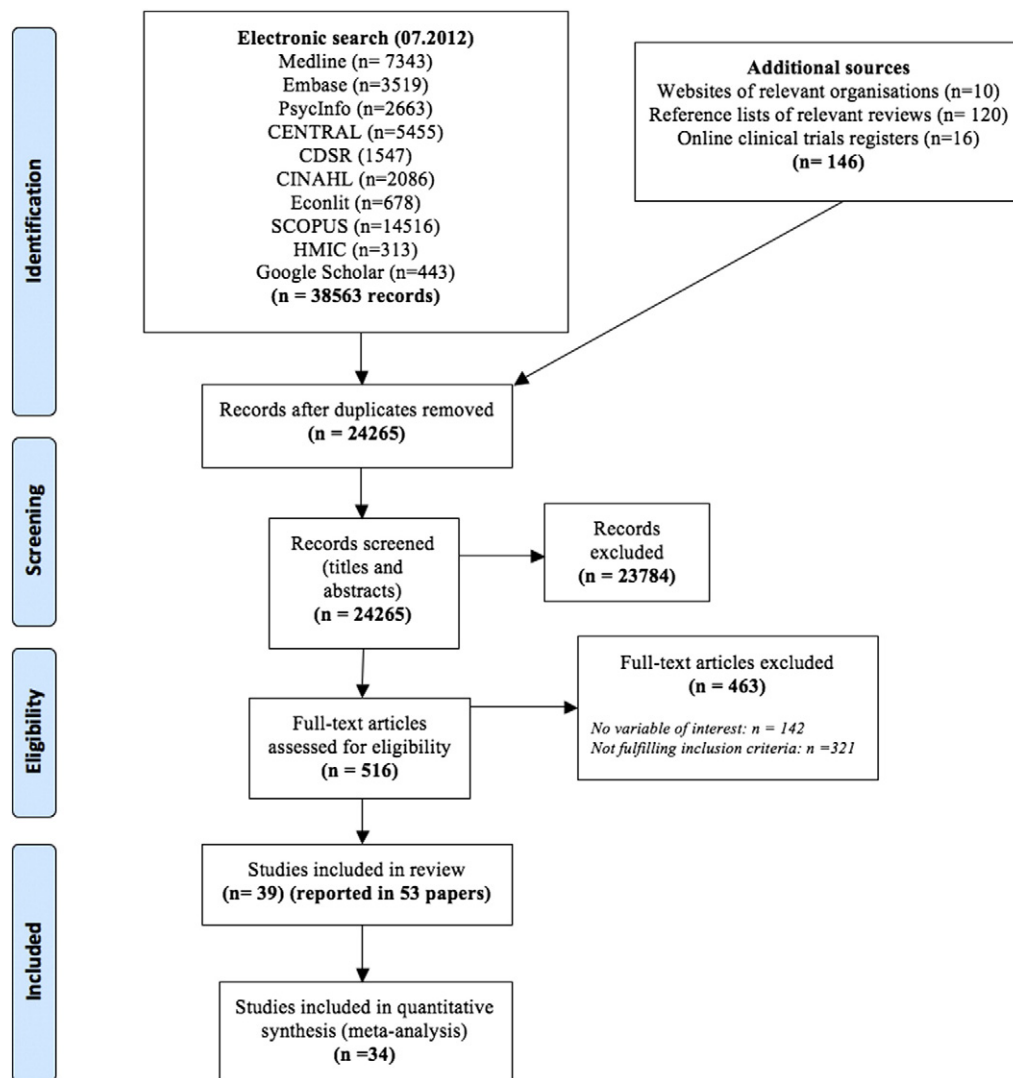 Identification
Electronic search (07.2012)
Medline (n= 7343)
Embase (n=3519)
PsycInfo (n=2663)
CENTRAL (n=5455)
CDSR (1547)
CINAHL (n=2086)
Econlit (n=678)
SCOPUS (n=14516)
HMIC (n=313)
Google Scholar (n=443)
(n = 38563 records)
Additional sources
Websites of relevant organisations (n=10)
Reference lists of relevant reviews (n= 120)
Online clinical trials registers (n=16)
(n= 146)
Records after duplicates removed
(n = 24265)
Screening
Records screened
(titles and
abstracts)
(n = 24265)
Records
excluded
(n = 23784)
Eligibility
Full-text articles
assessed for eligibility
(n = 516)
Full-text articles excluded
(n = 463)
No variable of interest: n = 142
Not fulfilling inclusion criteria: n =321
Included
Studies included in review
(n= 39) (reported in 53 papers)
Studies included in quantitative
synthesis (meta-analysis)
(n =34)